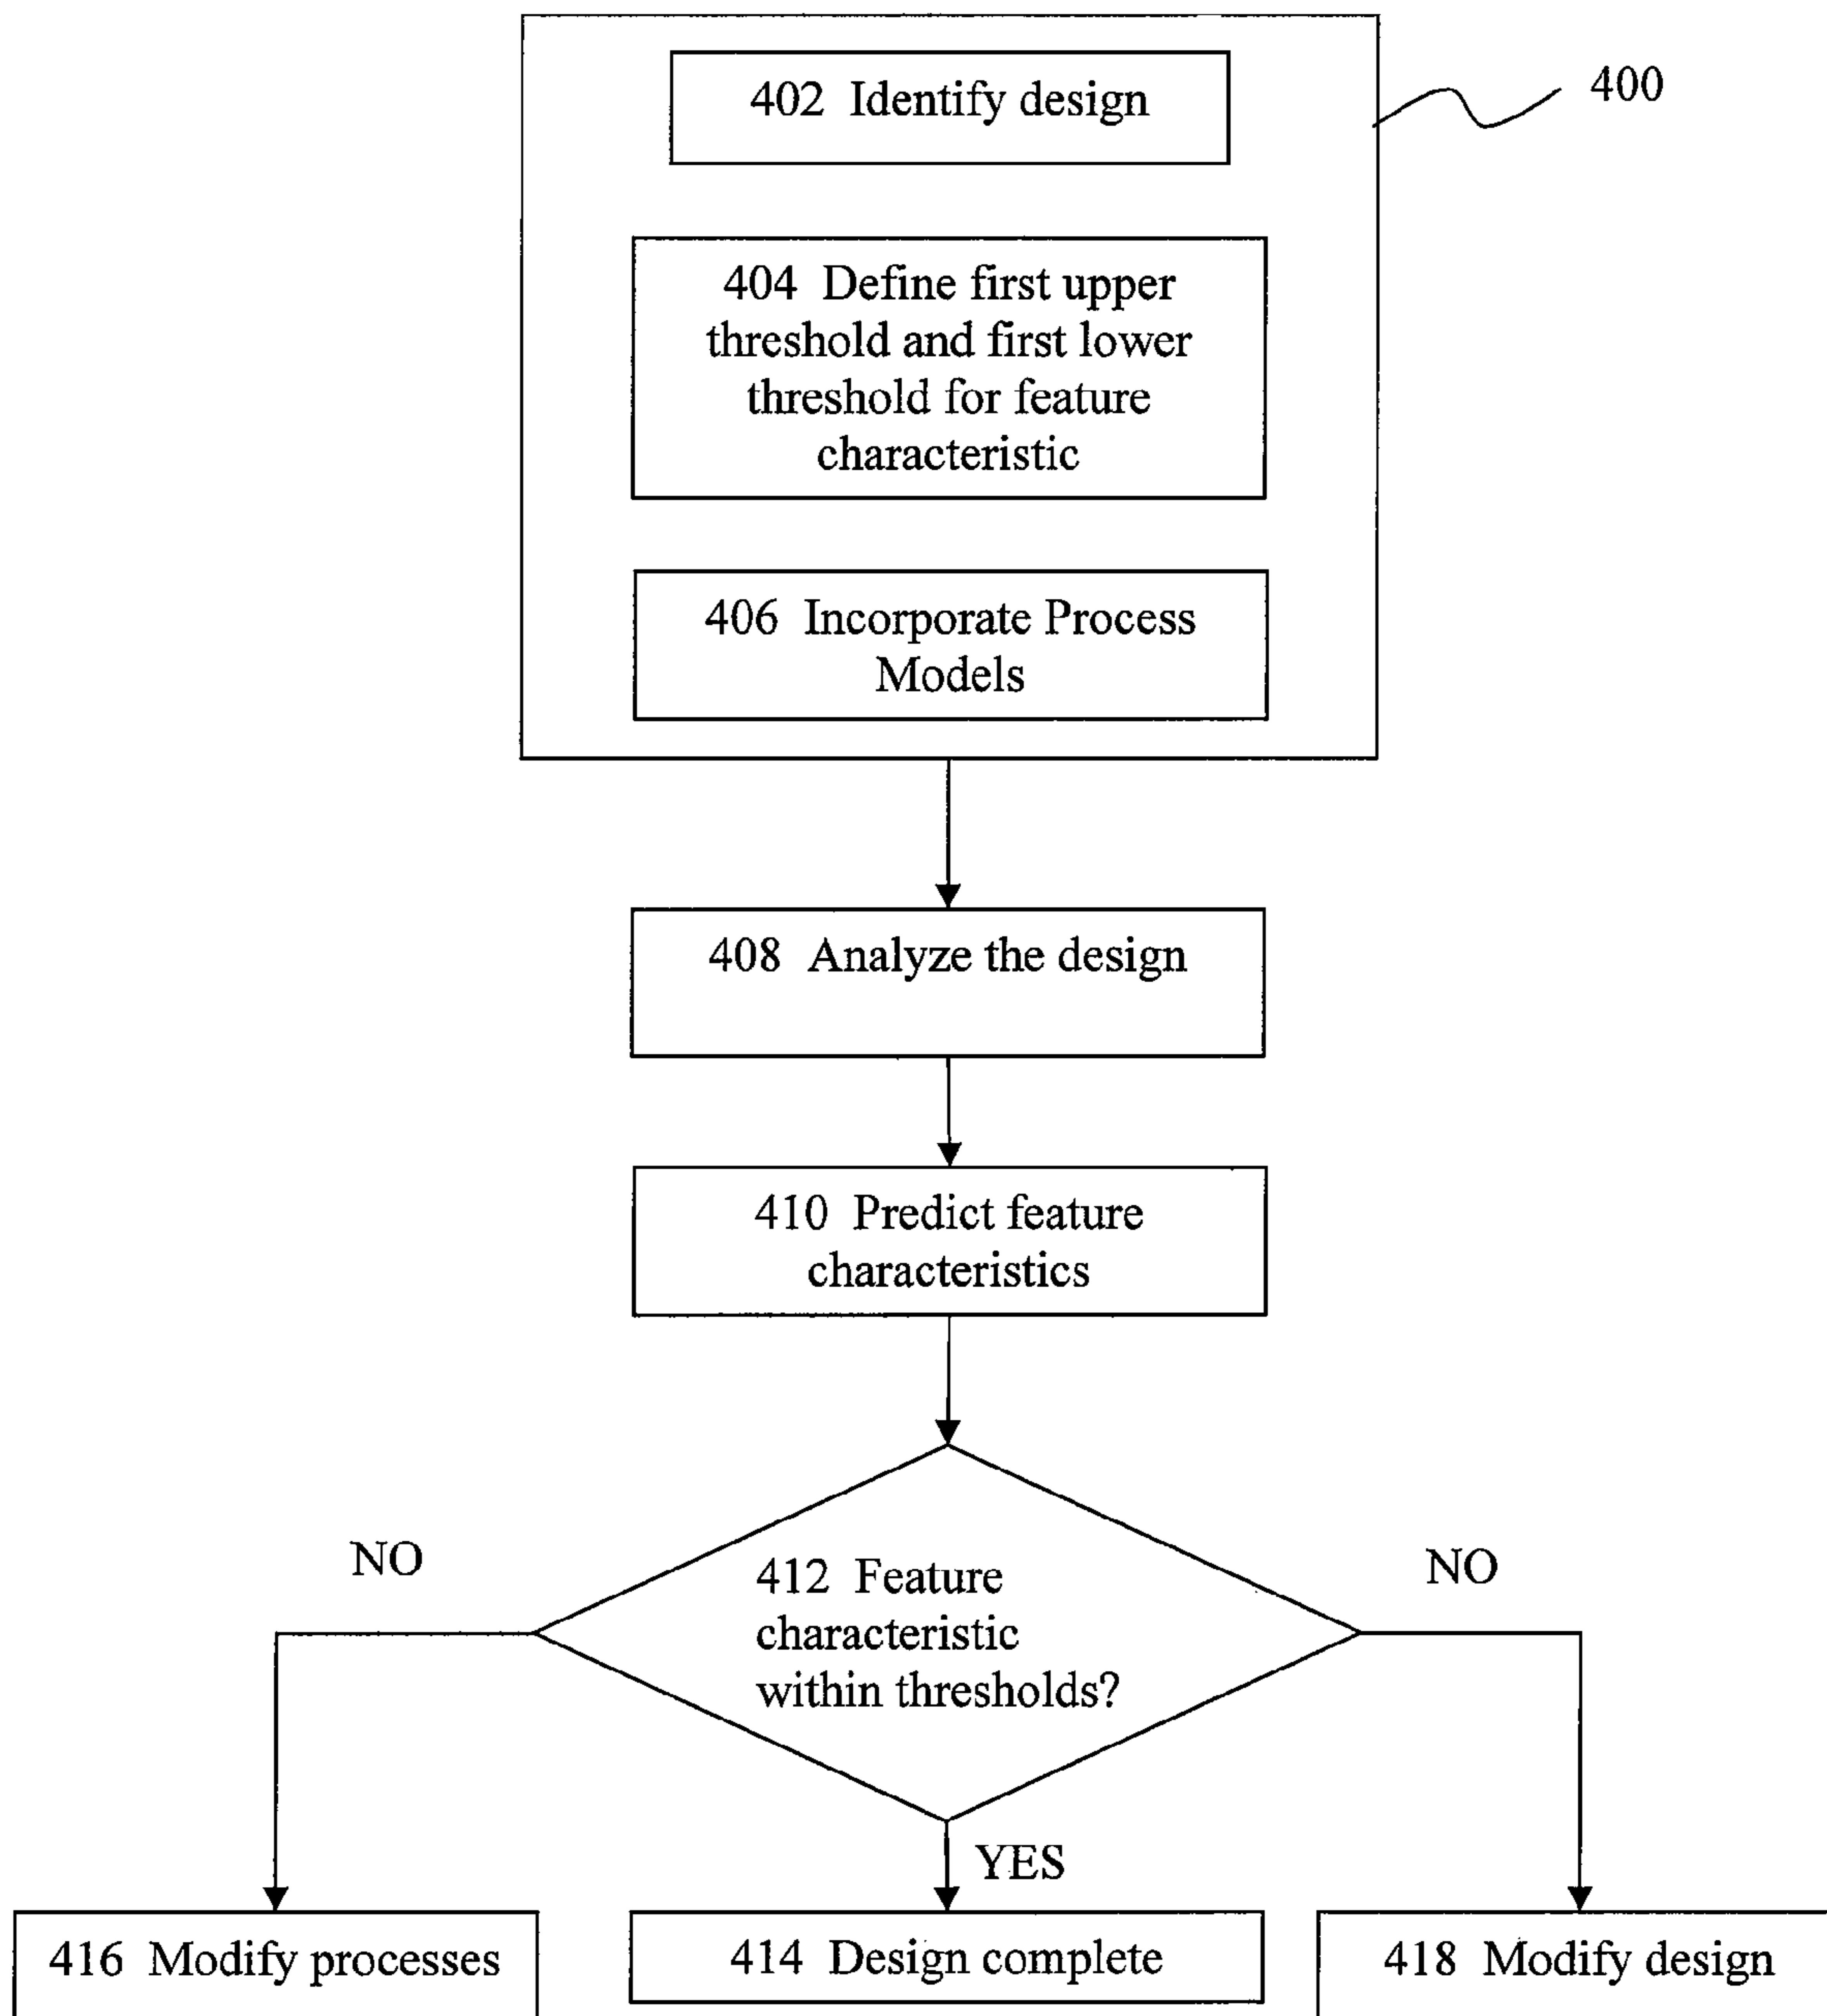 402 Identify design
400
404 Define first upper
threshold and first lower
threshold for feature
characteristic
406 Incorporate Process
Models
408 Analyze the design
410 Predict feature
characteristics
NO
NO
412 Feature
characteristic
within thresholds?
YES
416 Modify processes
414 Design complete
418 Modify design